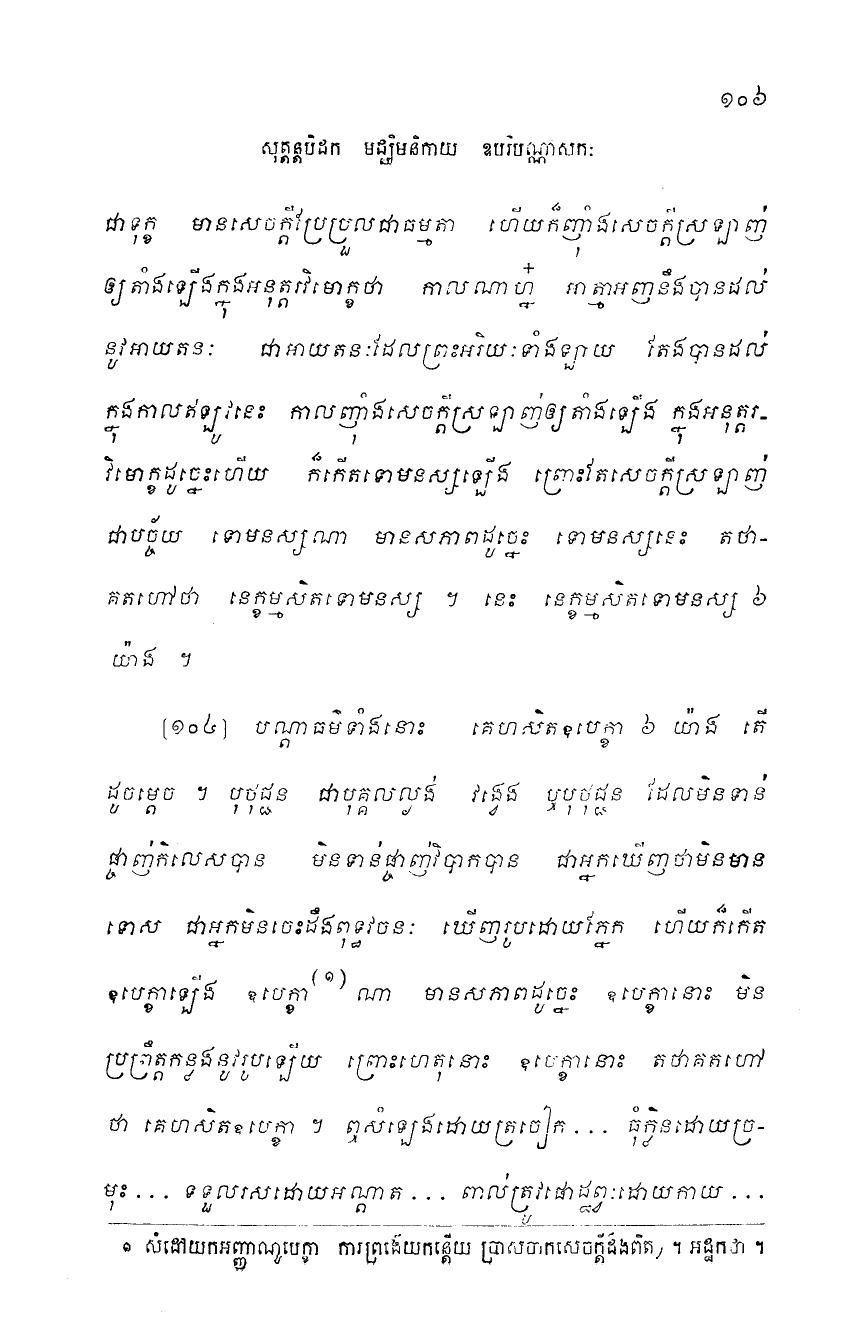 ១០៦
សុត្តន្តបិដក មជ្ឈិមនិកាយ ឧបរិបណ្ណាសកៈ
ជាទុក្ខ មានសេចក្តីប្រែប្រួលជាធម្មតា ហើយក៏ញុំាងសេចក្តីស្រឡាញ់
ឲ្យតាំងឡើងក្នុងអនុត្តរវិមោក្ខថា កាលណាហ្ន៎ អាត្មាអញនឹងបានដល់
នូវអាយតនៈ ជាអាយតនៈដែលព្រះអរិយៈទាំងឡាយ តែងបានដល់
ក្នុងកាលឥឡូវនេះ កាលញុំាងសេចក្តីស្រឡាញ់ឲ្យតាំងឡើង ក្នុងអនុត្តរ-
វិមោក្ខដូច្នេះហើយ ក៏កើតទោមនស្សឡើង ព្រោះតែសេចក្តីស្រឡាញ់
ជាបច្ច័យ ទោមនស្សណា មានសភាពដូច្នេះ ទោមនស្សនេះ តថា-
គតហៅថា នេក្ខម្មសិតទោមនស្ស ។ នេះ នេក្ខម្មសិតទោមនស្ស ៦
យ៉ាង ។
[១០៤] បណ្តាធម៌ទាំងនោះ គេហសិតឧបេក្ខា ៦ យ៉ាង តើ
ដូចម្តេច ។ បុថុជ្ជន ជាបុគ្គលល្ងង់ វង្វេង ឬបុថុជ្ជន ដែលមិនទាន់
ផ្ចាញ់កិលេសបាន មិនទាន់ផ្ចាញ់វិបាកបាន ជាអ្នកឃើញថាមិនមាន
ទោស ជាអ្នកមិនចេះដឹងពុទ្ធវចនៈ ឃើញរូបដោយភ្នែក ហើយក៏កើត
ឧបេក្ខាឡើង ឧបេក្ខា(១)ណា មានសភាពដូច្នេះ ឧបេក្ខានោះ មិន
ប្រព្រឹត្តកន្លងនូវរូបឡើយ ព្រោះហេតុនោះ ឧបេក្ខានោះ តថាគតហៅ
ថា គេហសិតឧបេក្ខា ។ ឮសំឡេងដោយត្រចៀក... ធុំក្លិនដោយច្រ-
មុះ... ទទួលរសដោយអណ្តាត... ពាល់ត្រូវផោដ្ឋព្វៈដោយកាយ...
១ សំដៅយកអញ្ញាណុបេក្ខា ការព្រងើយកន្តើយ ប្រាសចាកសេចក្តីដឹងពិត ។ អដ្ឋកថា ។